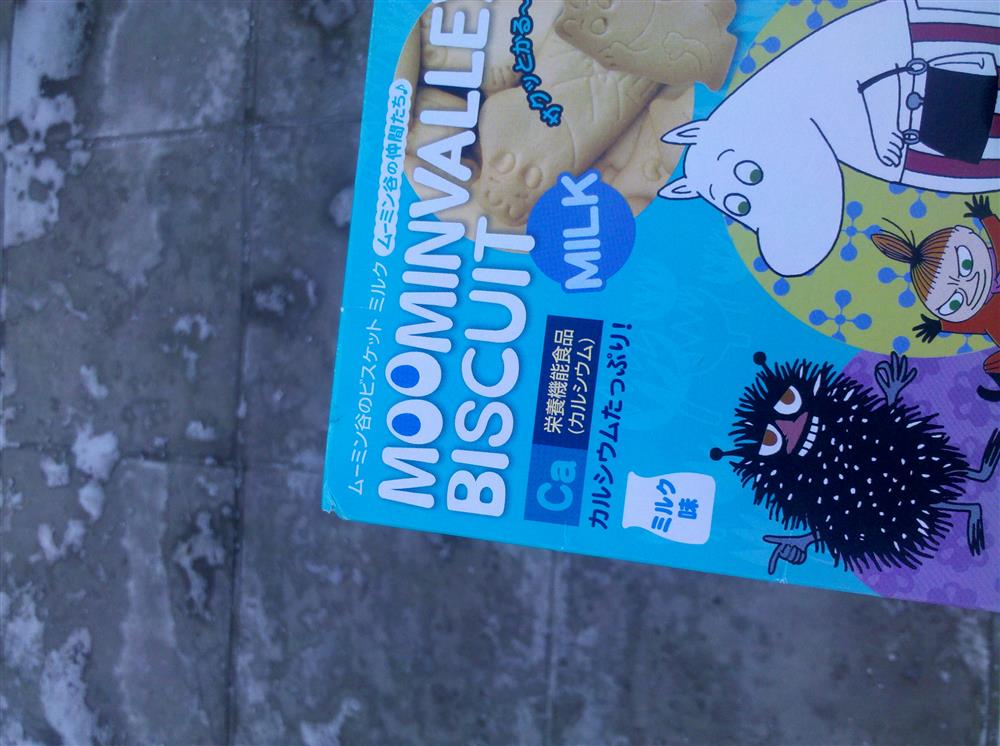 ムーミン谷のビスケット ミルク
ムーミン谷の仲間たち♪
MOOMINVALLE
BISCUIT
MILK
Ca
栄養機能食品
(カルシウム)
カルシウムたっぷり!
ミルク
味